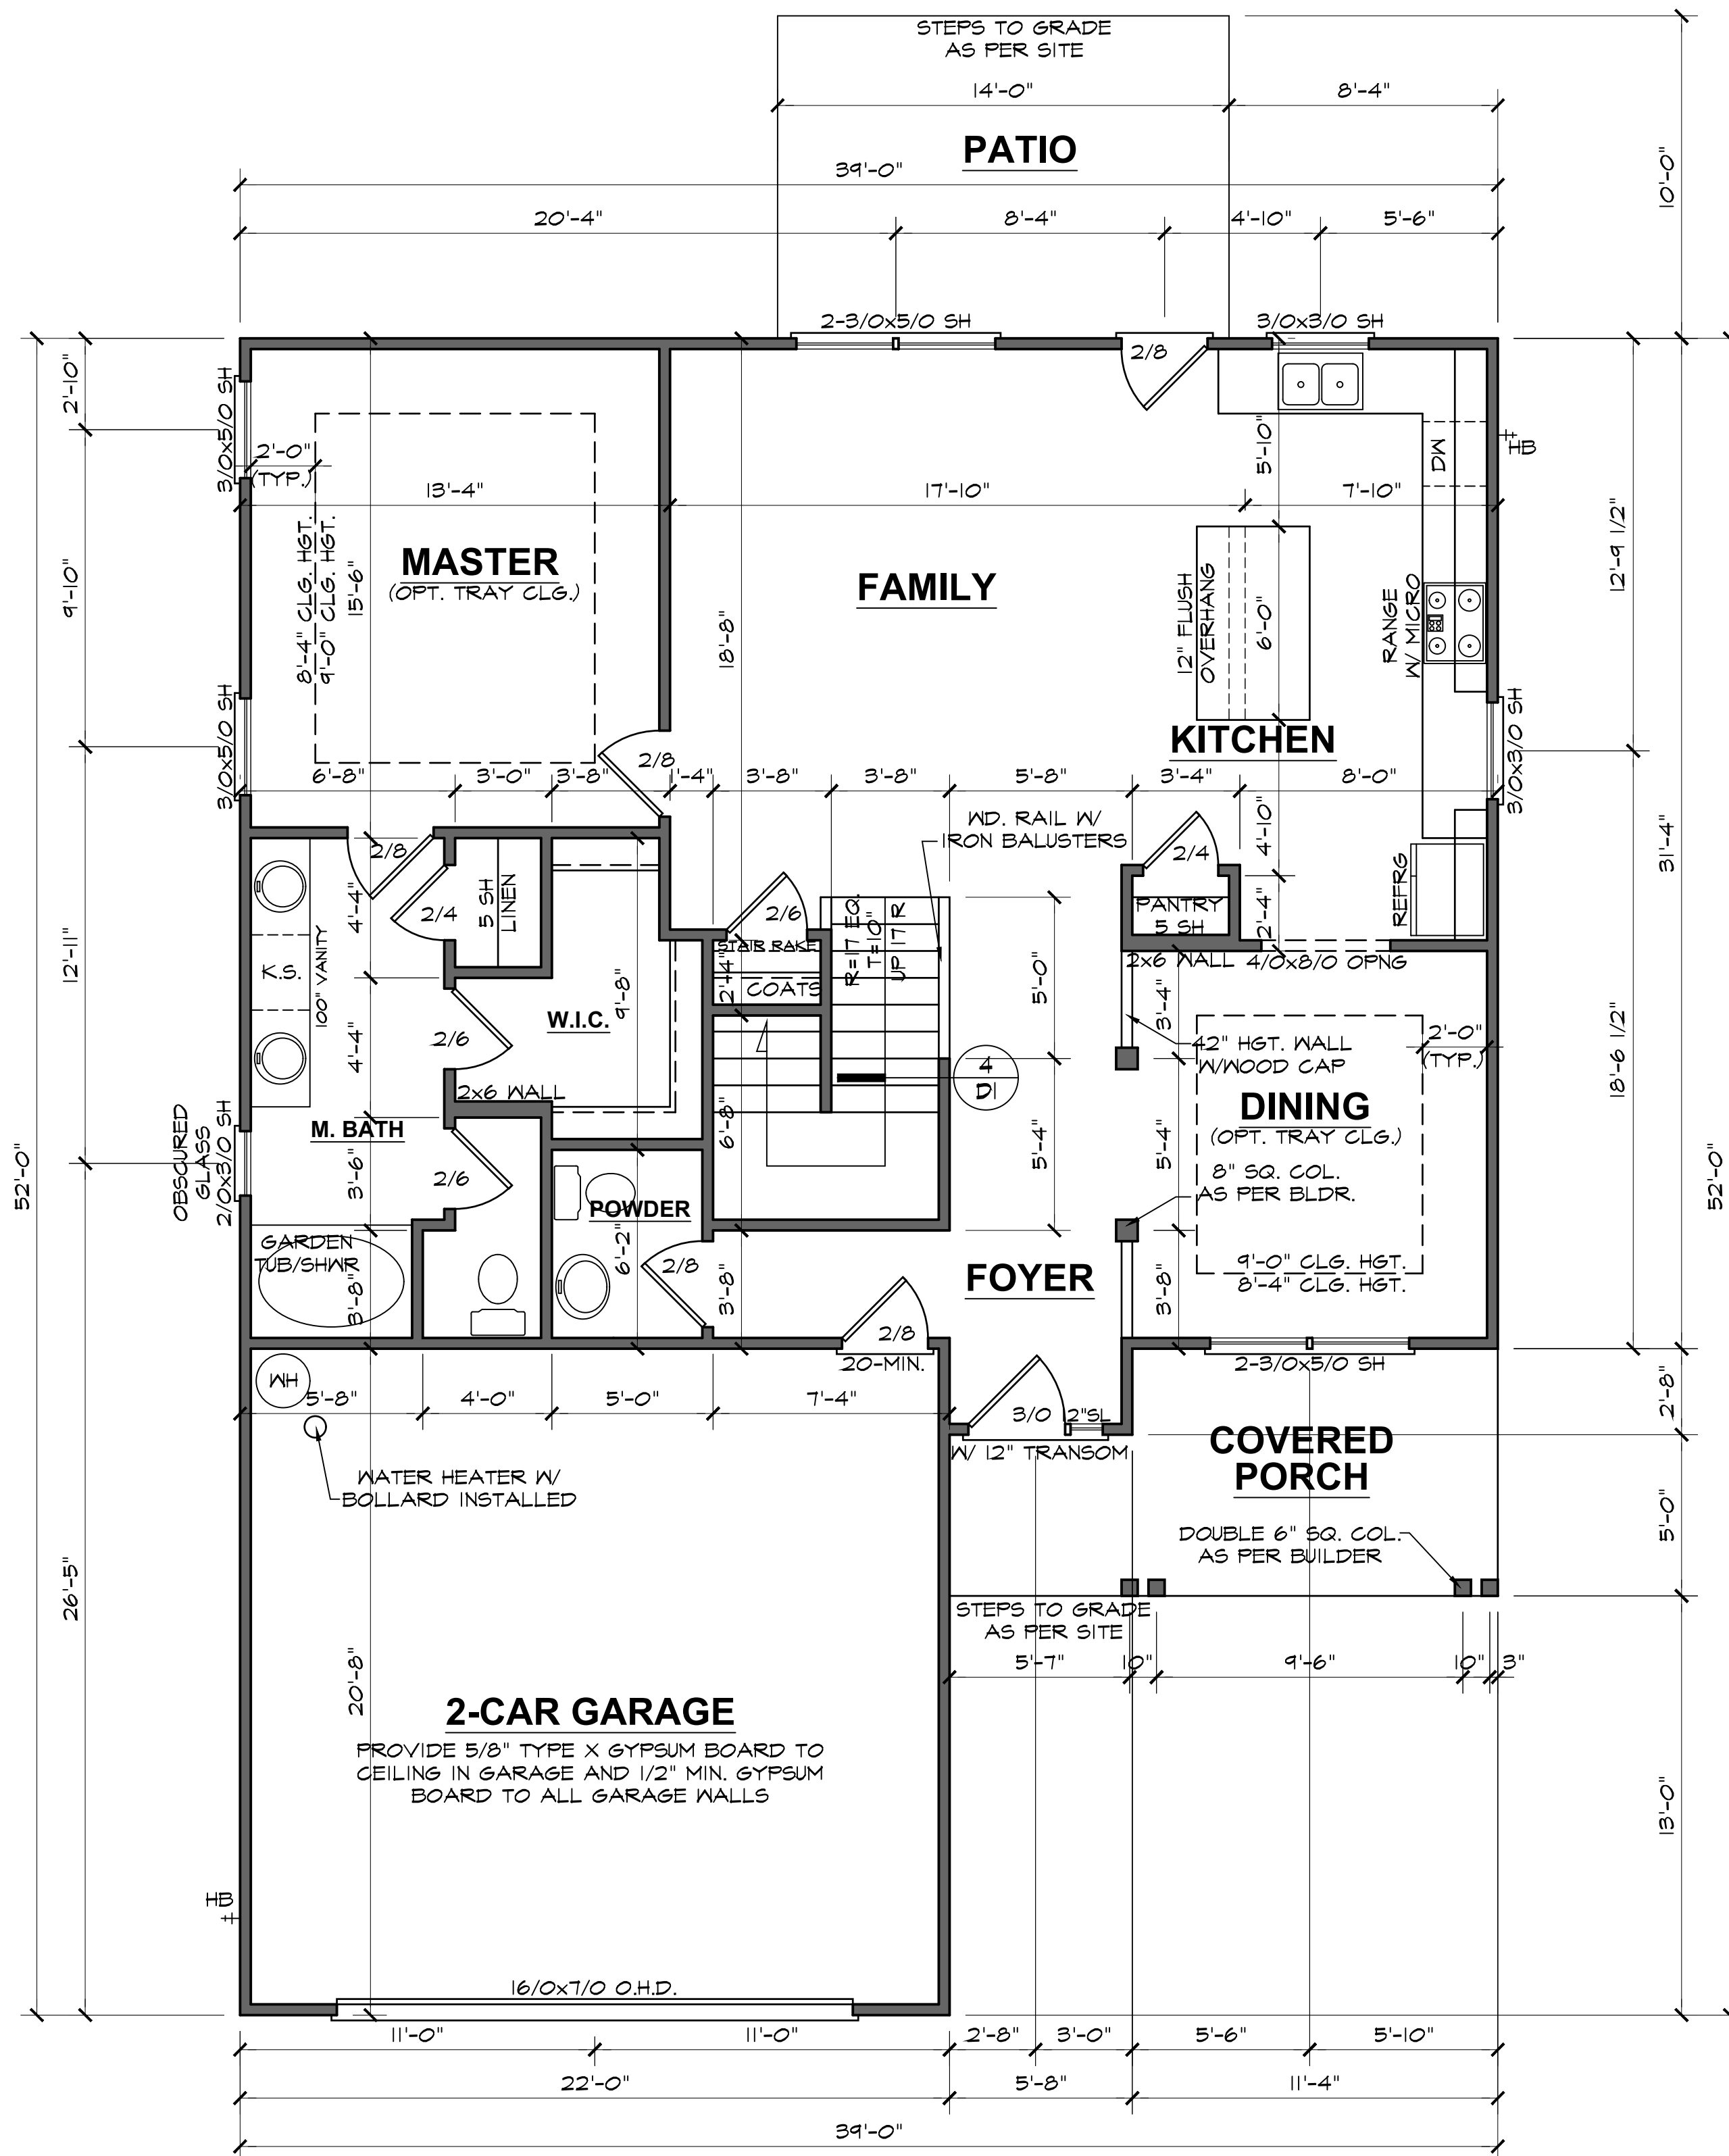 STEPS TO GRADE
AS PER SITE
14'-0"
8'-4"
PATIO
10'-0"
39'-0"
20'-4"
8'-4"
4'-10"
5'-6"
2-3/0x5/0 SH
3/0x3/0 SH
2/8
2'-10"
3/0x5/0 SH
2'-0"
(TYP.)
5'-10"
DW
HB
13'-4"
17'-10"
7'-10"
8'-4" CLG. HGT.
9'-0" CLG. HGT.
15'-6"
MASTER
(OPT. TRAY CLG.)
FAMILY
18'-8"
12" FLUSH
OVERHANG
6'-0"
RANGE
W/ MICRO
12'-9 1/2"
9'-10"
3/0x5/0 SH
KITCHEN
3/0x3/0 SH
2/8
6'-8"
3'-0"
3'-8"
1'-4"
3'-8"
3'-8"
5'-8"
3'-4"
8'-0"
WD. RAIL W/
IRON BALUSTERS
31'-4"
2/8
4'-4"
2/4
5 SH
LINEN
2/6
R=17 EQ.
T=10"
UP 17 R
2/4
4'-10"
PANTRY
5 SH
2'-4"
REFRG
STAIR RAKE
2'-4"
COATS
2x6 WALL
4/0x8/0 OPNG
12'-11"
K.S.
100" VANITY
W.I.C.
9'-8"
5'-0"
3'-4"
42" HGT. WALL
W/WOOD CAP
2'-0"
(TYP.)
18'-6 1/2"
4'-4"
2/6
2x6 WALL
4
D1
DINING
(OPT. TRAY CLG.)
OBSCURED
GLASS
2/0x3/0 SH
M. BATH
6'-8"
5'-4"
5'-4"
8" SQ. COL.
AS PER BLDR.
52'-0"
52'-0"
3'-6"
2/6
POWDER
6'-2"
GARDEN
TUB/SHWR
3'-8"
2/8
3'-8"
FOYER
3'-8"
9'-0" CLG. HGT.
8'-4" CLG. HGT.
2/8
20-MIN.
2-3/0x5/0 SH
WH
5'-8"
4'-0"
5'-0"
7'-4"
3/0
12"SL
W/ 12" TRANSOM
2'-8"
COVERED
PORCH
WATER HEATER W/
BOLLARD INSTALLED
5'-0"
DOUBLE 6" SQ. COL.
AS PER BUILDER
26'-5"
STEPS TO GRADE
AS PER SITE
5'-7"
10"
9'-6"
10"
3"
20'-8"
2-CAR GARAGE
PROVIDE 5/8" TYPE X GYPSUM BOARD TO
CEILING IN GARAGE AND 1/2" MIN. GYPSUM
BOARD TO ALL GARAGE WALLS
13'-0"
HB
16/0x7/0 O.H.D.
11'-0"
11'-0"
2'-8"
3'-0"
5'-6"
5'-10"
22'-0"
5'-8"
11'-4"
39'-0"